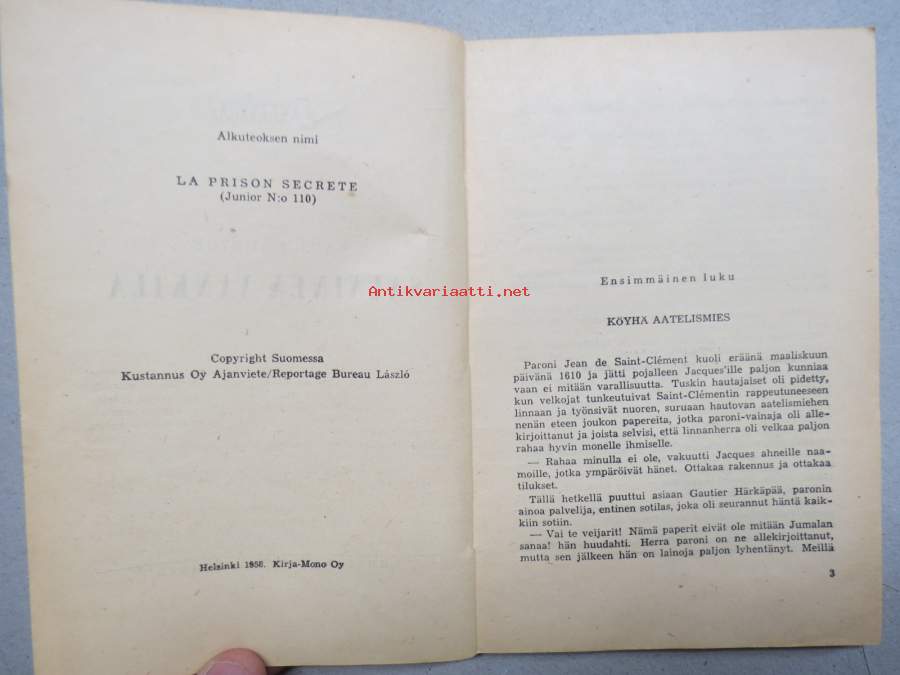 Alkuteoksen nimi
LA PRISON SECRETE
(Junior N:o 110)
Antikvariaatti.net
Copyright Suomessa
Kustannus Oy Ajanviete/Reportage Bureau László
Helsinki 1956. Kirja-Mono Oy
Ensimmäinen luku
KÖYHÄ AATELISMIES
Paroni Jean de Saint-Clément kuoli eräänä maaliskuun
päivänä 1610 ja jätti pojalleen Jacques'ille paljon kunniaa
vaan ei mitään varallisuutta. Tuskin hautajaiset oli pidetty,
kun velkojat tunkeutuivat Saint-Clémentin rappeutuneeseen
linnaan ja työnsivät nuoren, suruaan hautovan aatelismiehen
nenän eteen joukon papereita, jotka paroni-vainaja oli alle-
kirjoittanut ja joista selvisi, että linnanherra oli velkaa paljon
rahaa hyvin monelle ihmiselle.
— Rahaa minulla ei ole, vakuutti Jacques ahneille naa-
moille, jotka ympäröivät hänet. Ottakaa rakennus ja ottakaa
tilukset.
Tällä hetkellä puuttui asiaan Gautier Härkäpää, paronin
ainoa palvelija, entinen sotilas, joka oli seurannut häntä kaik-
kiin sotiin.
— Vai te veijarit! Nämä paperit eivät ole mitään Jumalan
sanaa! hän huudahti. Herra paroni on ne allekirjoittanut,
mutta sen jälkeen hän on lainoja paljon lyhentänyt. Meillä
3